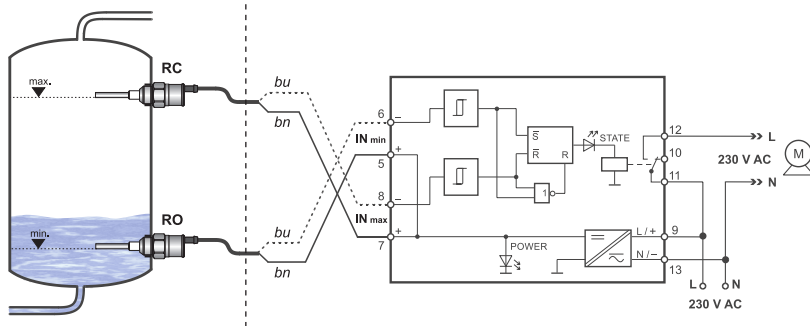 max.
RC
min.
RO
bu
bn
bu
bn
6
–
IN min
5
+
8
–
IN max
7
+
S
R
R
1
STATE
POWER
L / +
N / –
12
10
11
9
13
L
230 V AC
N
M
L
N
230 V AC